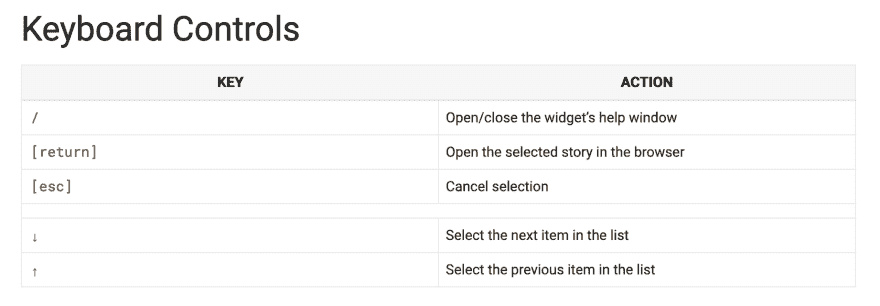 Keyboard Controls
KEY ACTION
/ Open/close the widget's help window
[return] Open the selected story in the browser
[esc] Cancel selection
↓ Select the next item in the list
↑ Select the previous item in the list